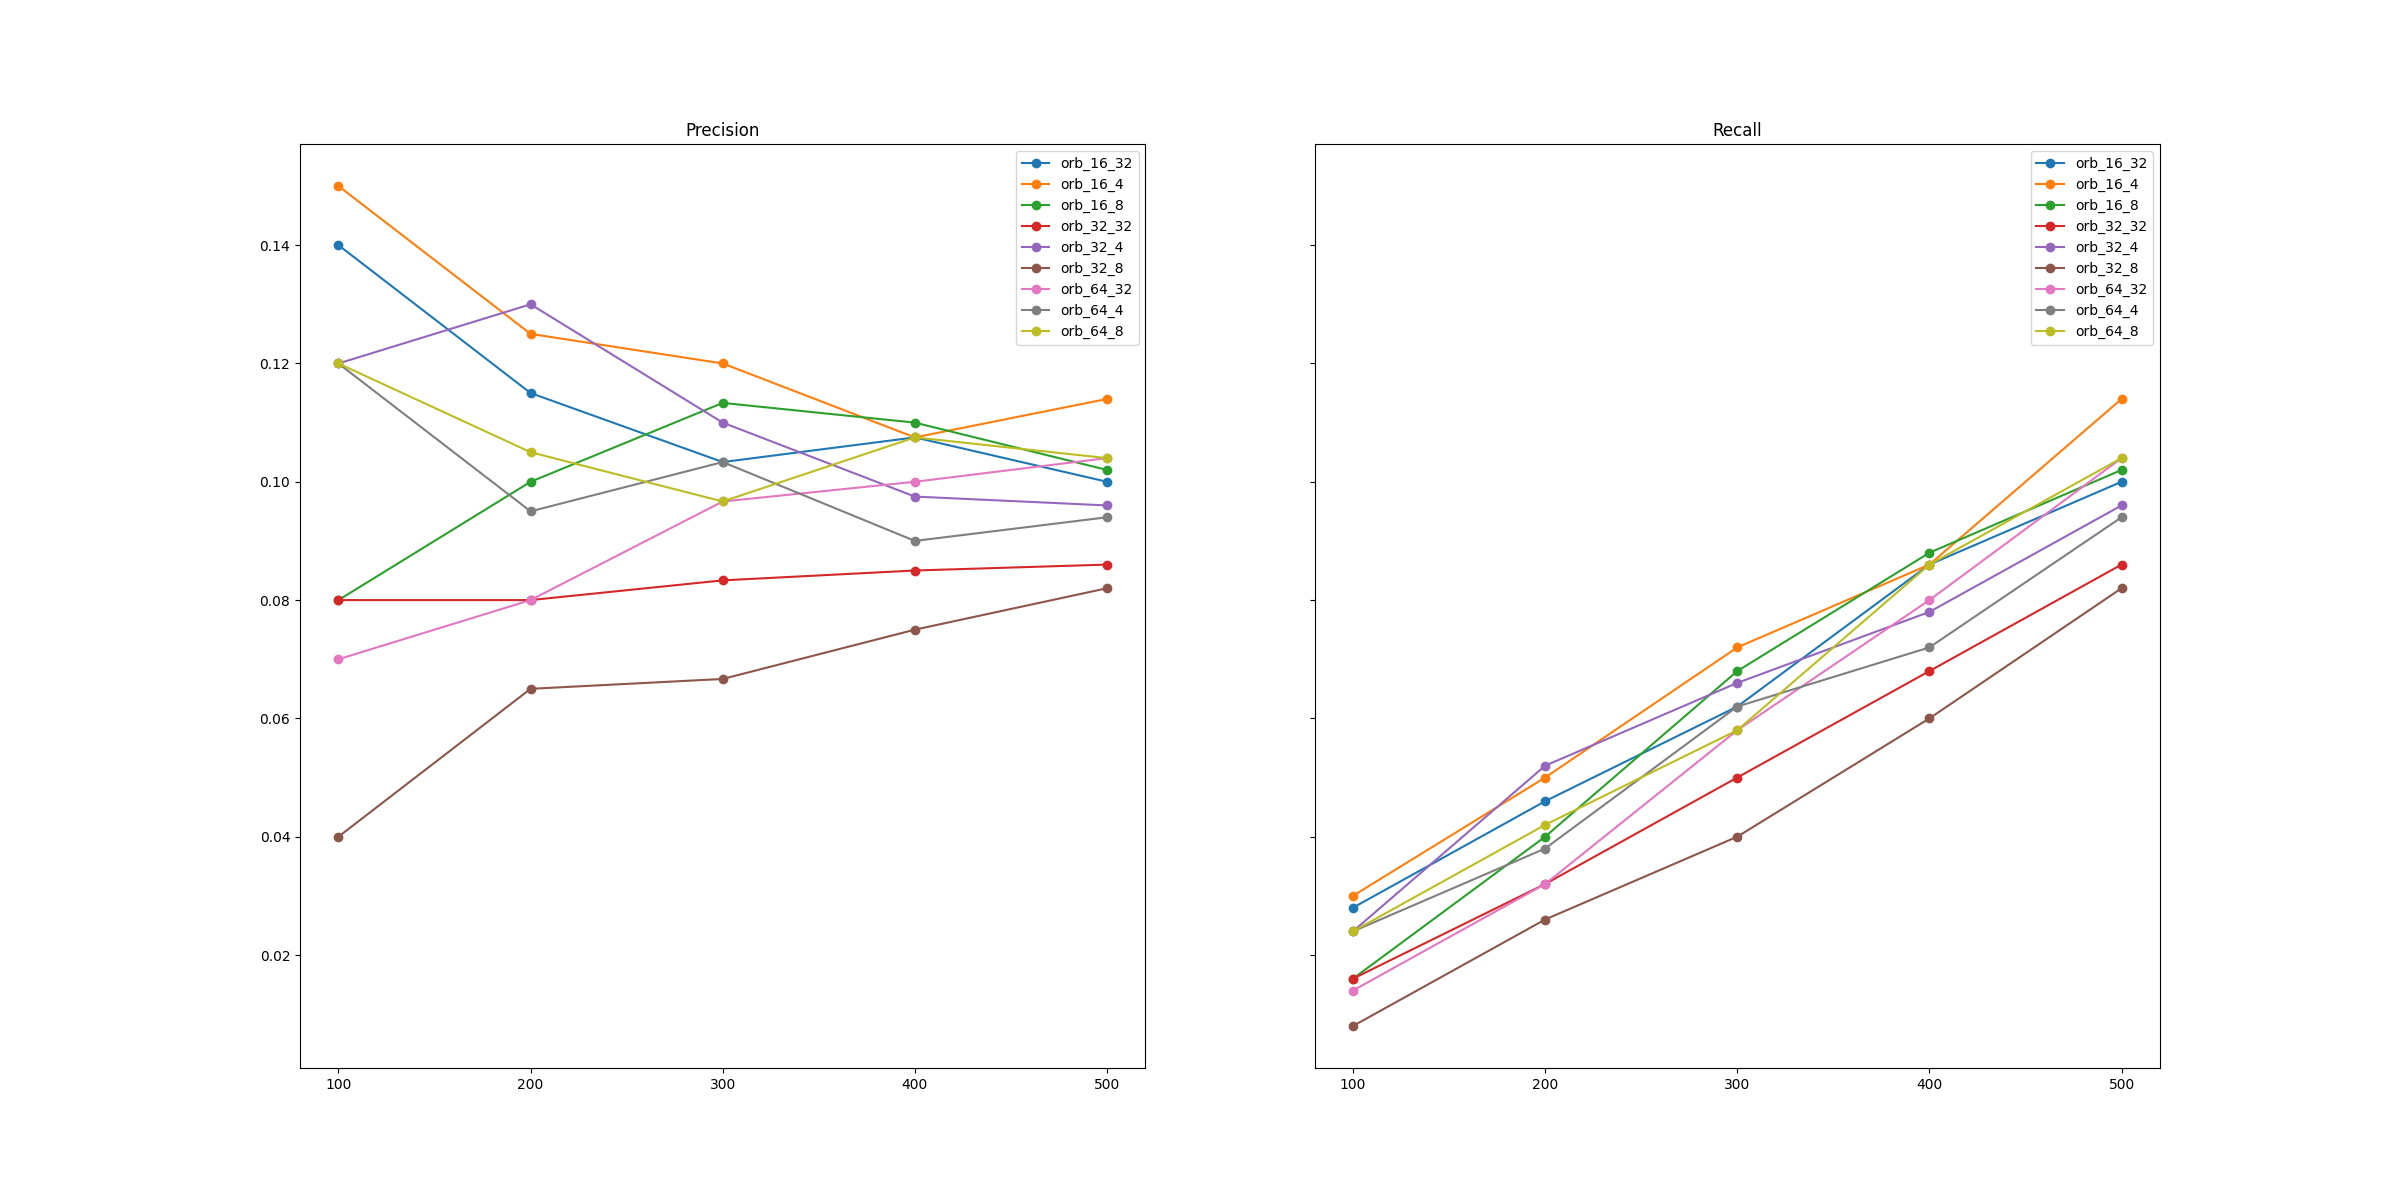 Precision
orb_16_32
orb_16_4
orb_16_8
orb_32_32
orb_32_4
orb_32_8
orb_64_32
orb_64_4
orb_64_8
0.14
0.12
0.10
0.08
0.06
0.04
0.02
100 200 300 400 500
Recall
orb_16_32
orb_16_4
orb_16_8
orb_32_32
orb_32_4
orb_32_8
orb_64_32
orb_64_4
orb_64_8
100 200 300 400 500